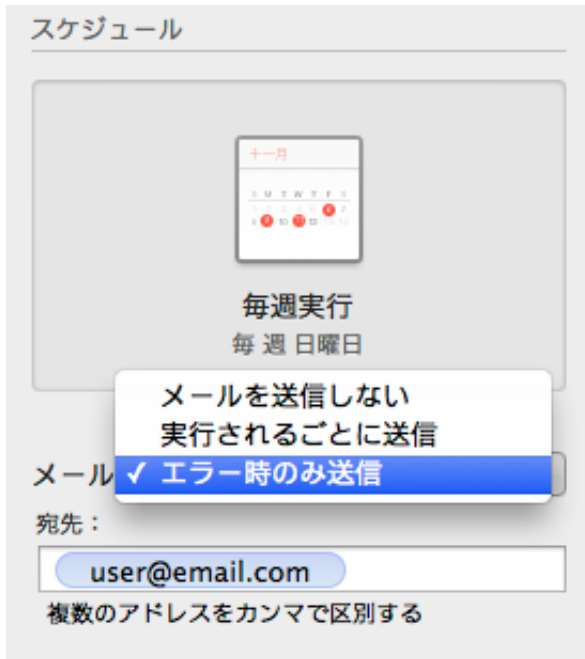 スケジュール
十一月
毎週実行
毎 週 日曜日
メールを送信しない
実行されるごとに送信
メール ✓ エラー時のみ送信
宛先：
user@email.com
複数のアドレスをカンマで区別する